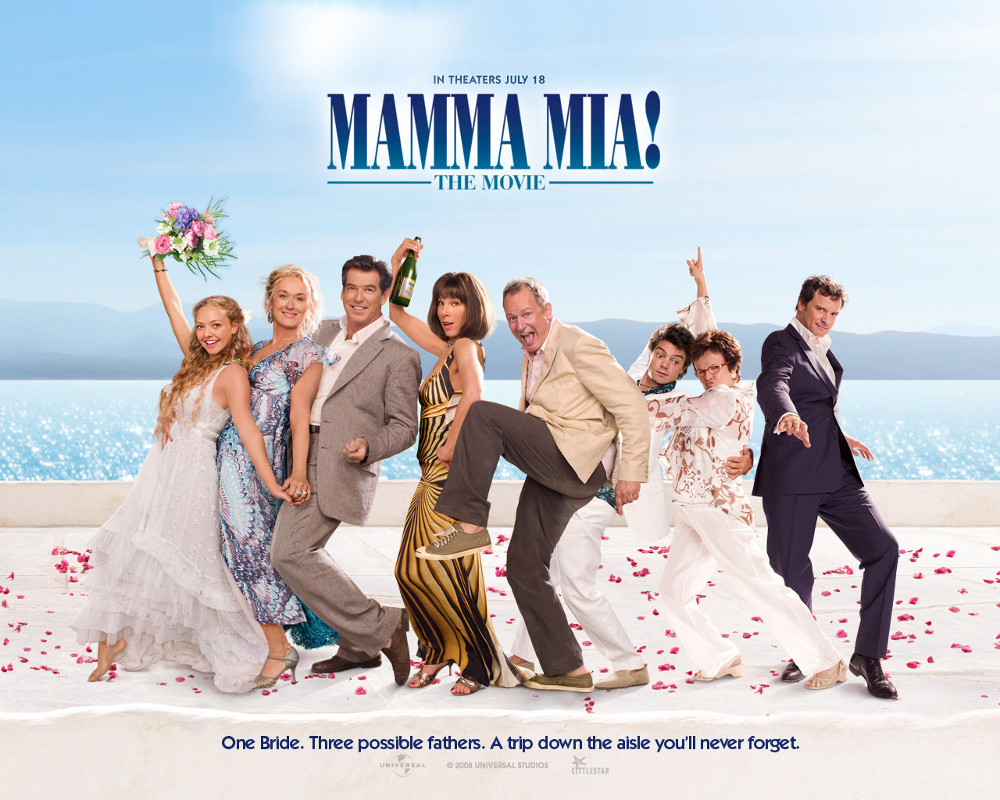 IN THEATERS JULY 18
MAMMA MIA!
THE MOVIE
One Bride. Three possible fathers. A trip down the aisle you'll never forget.
UNIVERSAL © 2008 UNIVERSAL STUDIOS LITTLESTAR